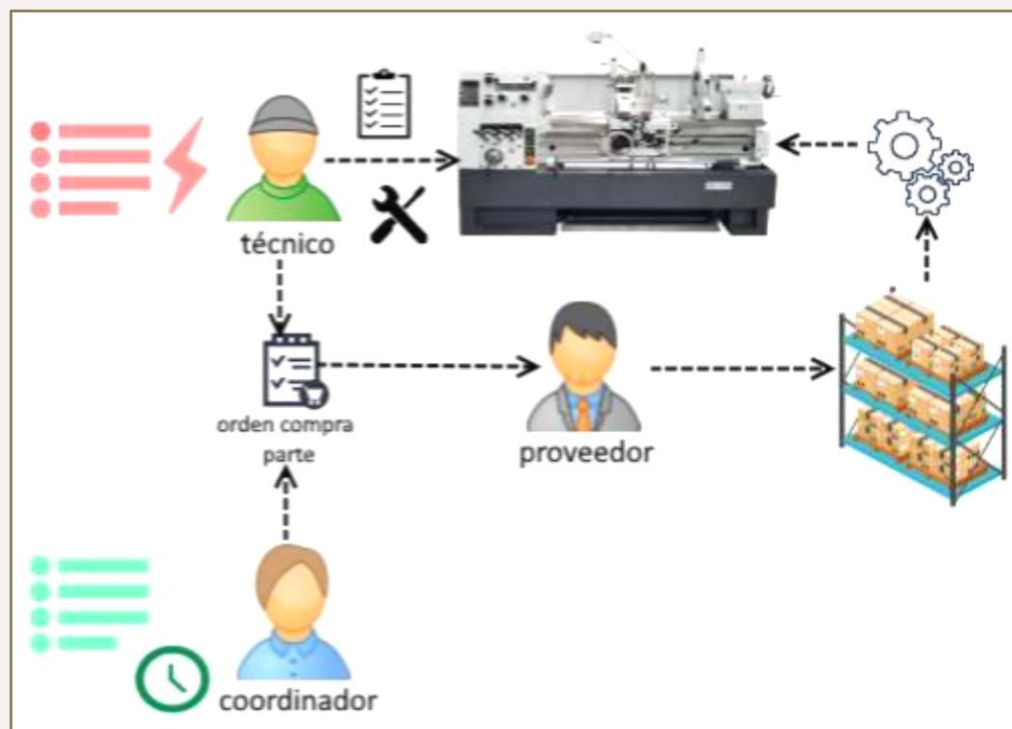 técnico
orden compra
parte
proveedor
coordinador